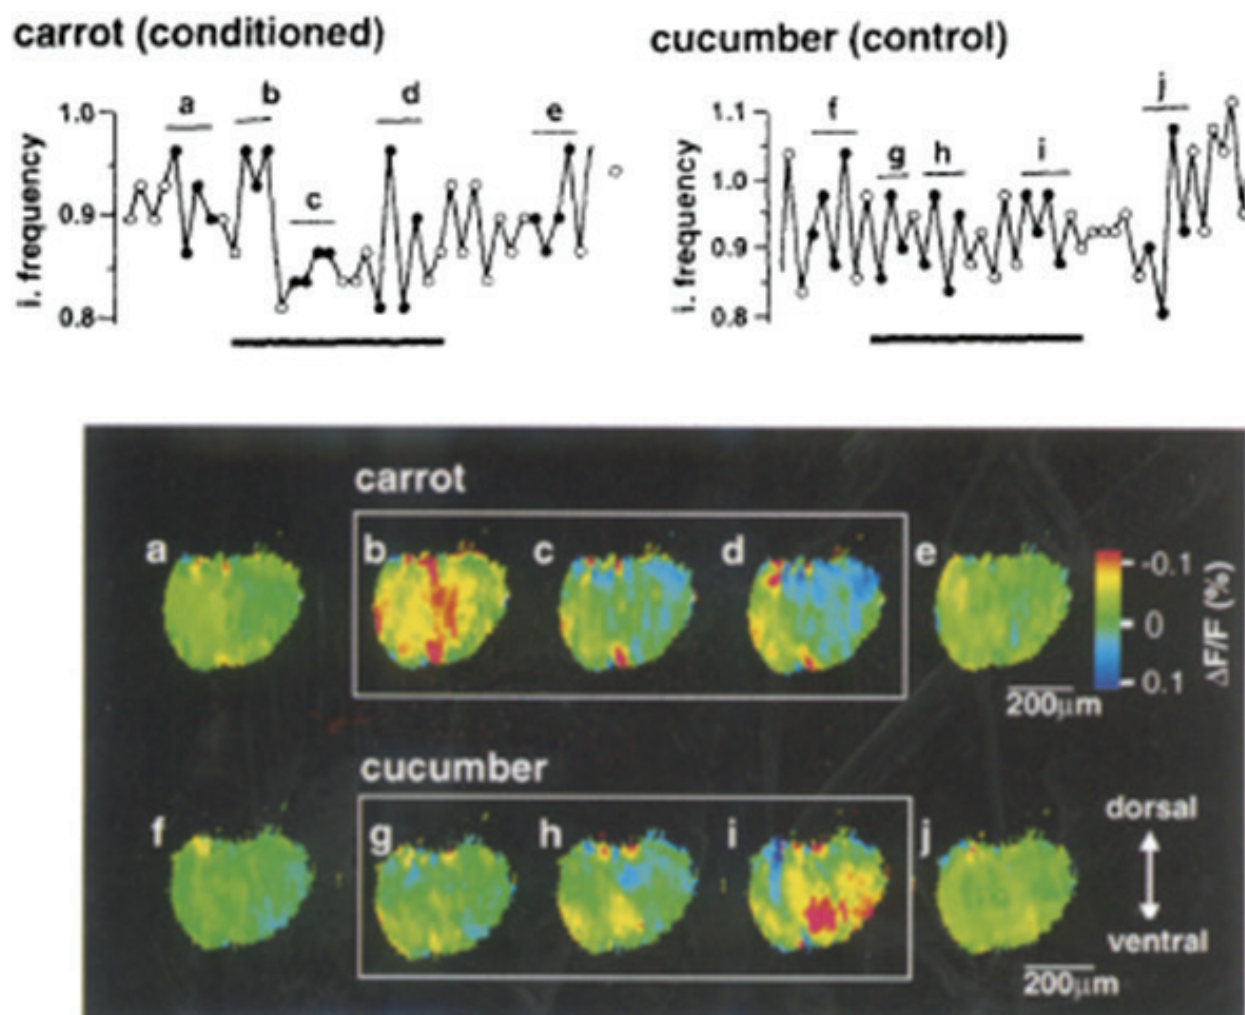 carrot (conditioned)
cucumber (control)
a b c d e
i. frequency
1.0
0.9
0.8
f g h i j
i. frequency
1.1
1.0
0.9
0.8
carrot
a b c d e
-0.1
0
0.1
ΔF/F (%)
200μm
cucumber
f g h i j
dorsal
ventral
200μm